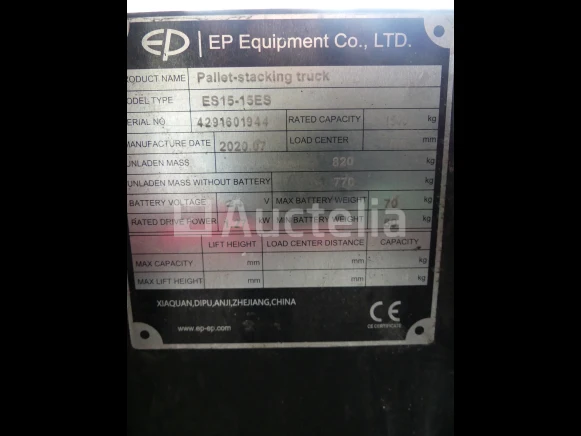 EP | EP Equipment Co., LTD.
PRODUCT NAME Pallet-stacking truck
MODEL TYPE ES15-15ES
SERIAL NO 4291601944 RATED CAPACITY kg
MANUFACTURE DATE 2020.07 LOAD CENTER mm
UNLADEN MASS 820 kg
UNLADEN MASS WITHOUT BATTERY 770 kg
BATTERY VOLTAGE V MAX BATTERY WEIGHT 70 kg
RATED DRIVE POWER kW MIN BATTERY WEIGHT kg
Auctelia
LIFT HEIGHT LOAD CENTER DISTANCE CAPACITY
MAX CAPACITY mm mm kg
MAX LIFT HEIGHT mm mm kg
XIAQUAN,DIPU,ANJI,ZHEJIANG,CHINA
www.ep-ep.com
CE
CE CERTIFICATE